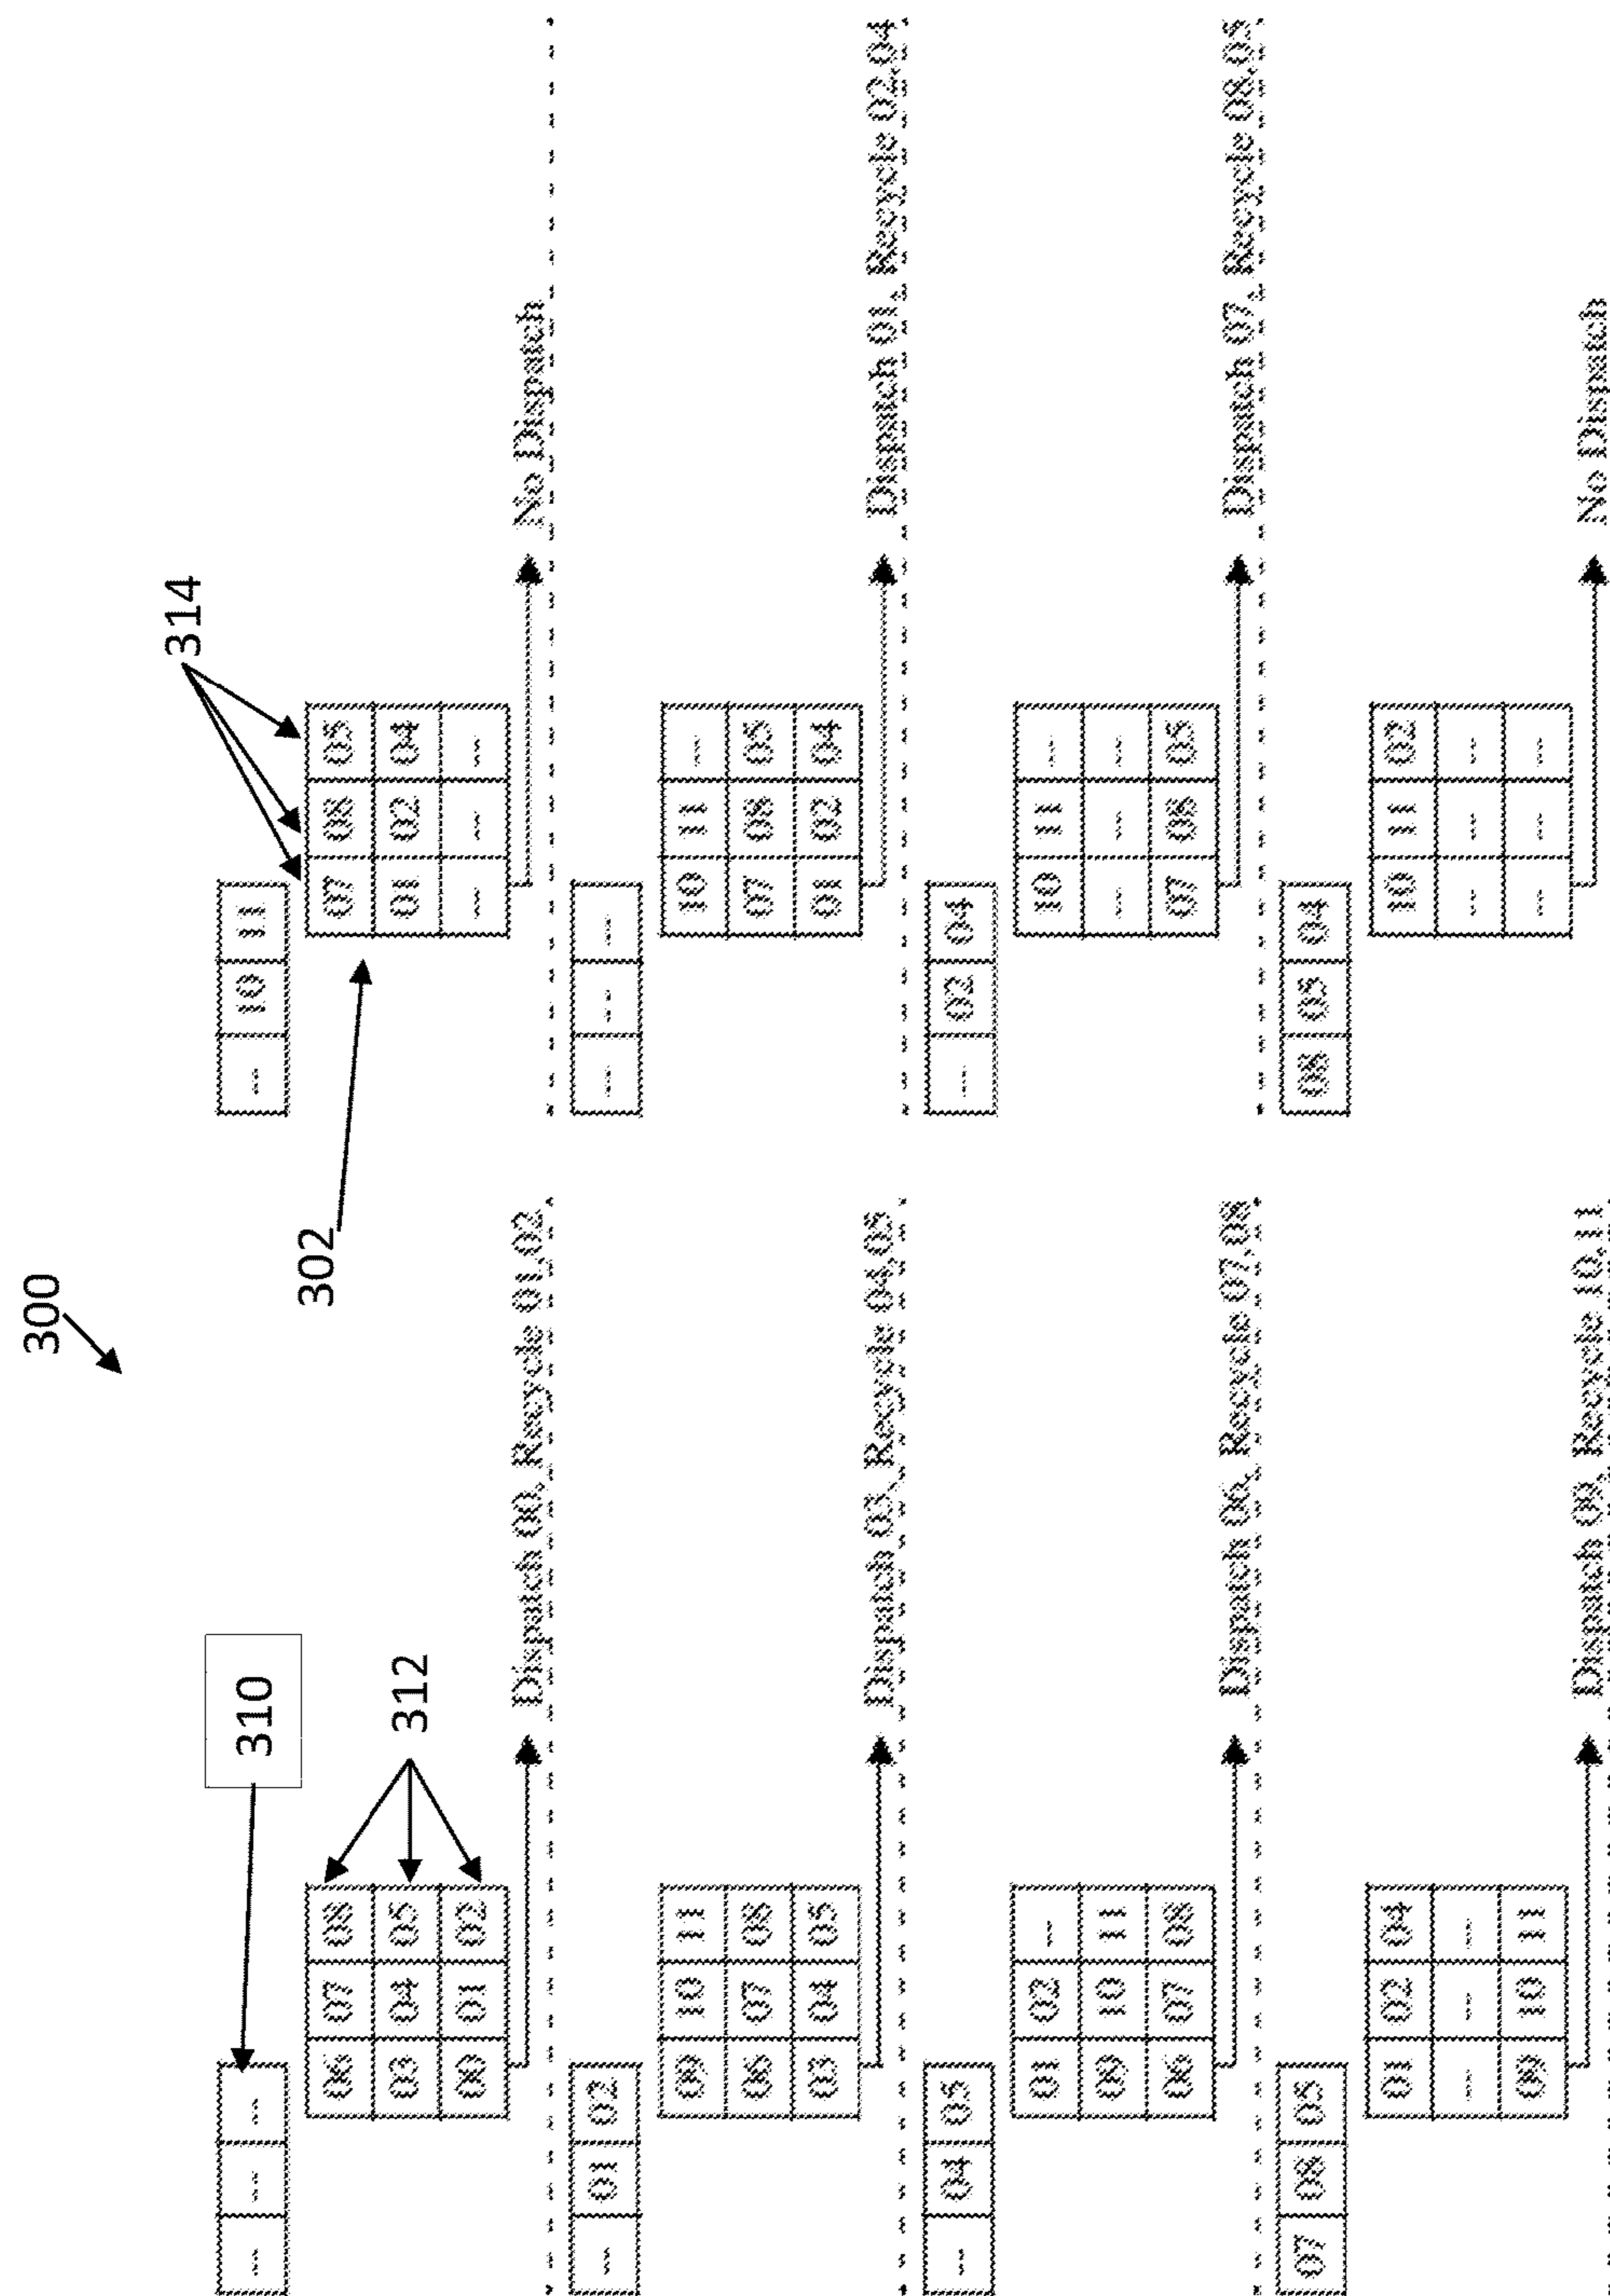 300
310
-- -- --
312
06 07 08
03 04 05
00 01 02
Dispatch 00, Recycle 01,02
-- 01 02
09 10 11
06 07 08
03 04 05
Dispatch 03, Recycle 04,05
-- 04 05
01 02 --
09 10 11
06 07 08
Dispatch 06, Recycle 07,08
07 08 05
01 02 04
-- -- --
09 10 11
Dispatch 09, Recycle 10,11
314
302
-- 10 11
07 08 05
01 02 04
-- -- --
No Dispatch
-- -- --
10 11 --
07 08 05
01 02 04
Dispatch 01, Recycle 02,04
-- 02 04
10 11 --
-- -- --
07 08 05
Dispatch 07, Recycle 08,05
08 05 04
10 11 02
-- -- --
-- -- --
No Dispatch